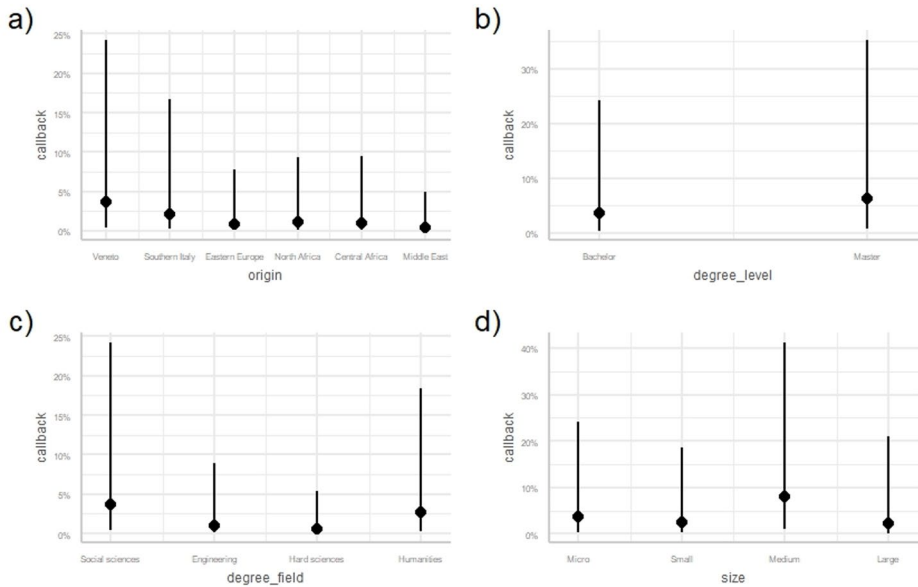 a)
25%
20%
15%
10%
5%
0%
callback
Veneto Southern Italy Eastern Europe North Africa Central Africa Middle East
origin
b)
30%
20%
10%
0%
callback
Bachelor Master
degree_level
c)
25%
20%
15%
10%
5%
0%
callback
Social sciences Engineering Hard sciences Humanities
degree_field
d)
40%
30%
20%
10%
0%
callback
Micro Small Medium Large
size